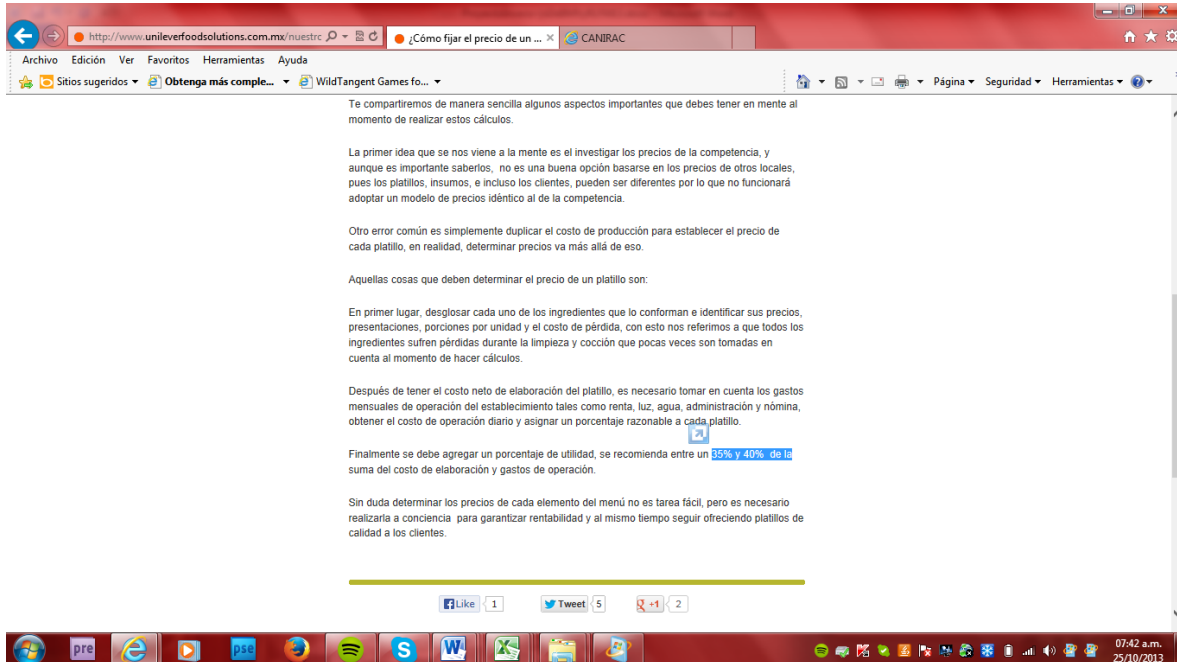 http://www.unileverfoodsolutions.com.mx/nuestrc
¿Cómo fijar el precio de un ...
CANIRAC
Archivo Edición Ver Favoritos Herramientas Ayuda
Sitios sugeridos Obtenga más comple... WildTangent Games fo... Página Seguridad Herramientas
Te compartiremos de manera sencilla algunos aspectos importantes que debes tener en mente al
momento de realizar estos cálculos.
La primer idea que se nos viene a la mente es el investigar los precios de la competencia, y
aunque es importante saberlos, no es una buena opción basarse en los precios de otros locales,
pues los platillos, insumos, e incluso los clientes, pueden ser diferentes por lo que no funcionará
adoptar un modelo de precios idéntico al de la competencia.
Otro error común es simplemente duplicar el costo de producción para establecer el precio de
cada platillo, en realidad, determinar precios va más allá de eso.
Aquellas cosas que deben determinar el precio de un platillo son:
En primer lugar, desglosar cada uno de los ingredientes que lo conforman e identificar sus precios,
presentaciones, porciones por unidad y el costo de pérdida, con esto nos referimos a que todos los
ingredientes sufren pérdidas durante la limpieza y cocción que pocas veces son tomadas en
cuenta al momento de hacer cálculos.
Después de tener el costo neto de elaboración del platillo, es necesario tomar en cuenta los gastos
mensuales de operación del establecimiento tales como renta, luz, agua, administración y nómina,
obtener el costo de operación diario y asignar un porcentaje razonable a cada platillo.
Finalmente se debe agregar un porcentaje de utilidad, se recomienda entre un 35% y 40% de la
suma del costo de elaboración y gastos de operación.
Sin duda determinar los precios de cada elemento del menú no es tarea fácil, pero es necesario
realizarla a conciencia para garantizar rentabilidad y al mismo tiempo seguir ofreciendo platillos de
calidad a los clientes.
Like 1 Tweet 5 +1 2
pre pse
07:42 a.m.
25/10/2013